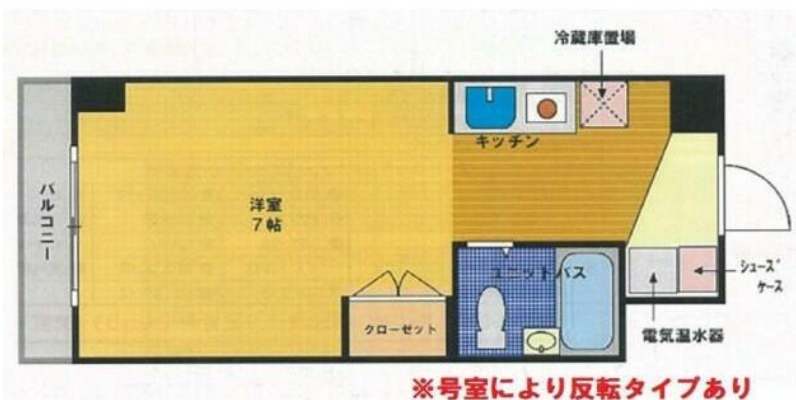 冷蔵庫置場
キッチン
バルコニー
洋室
7帖
ユニットバス
シューズ
ケース
クローゼット
電気温水器
※号室により反転タイプあり